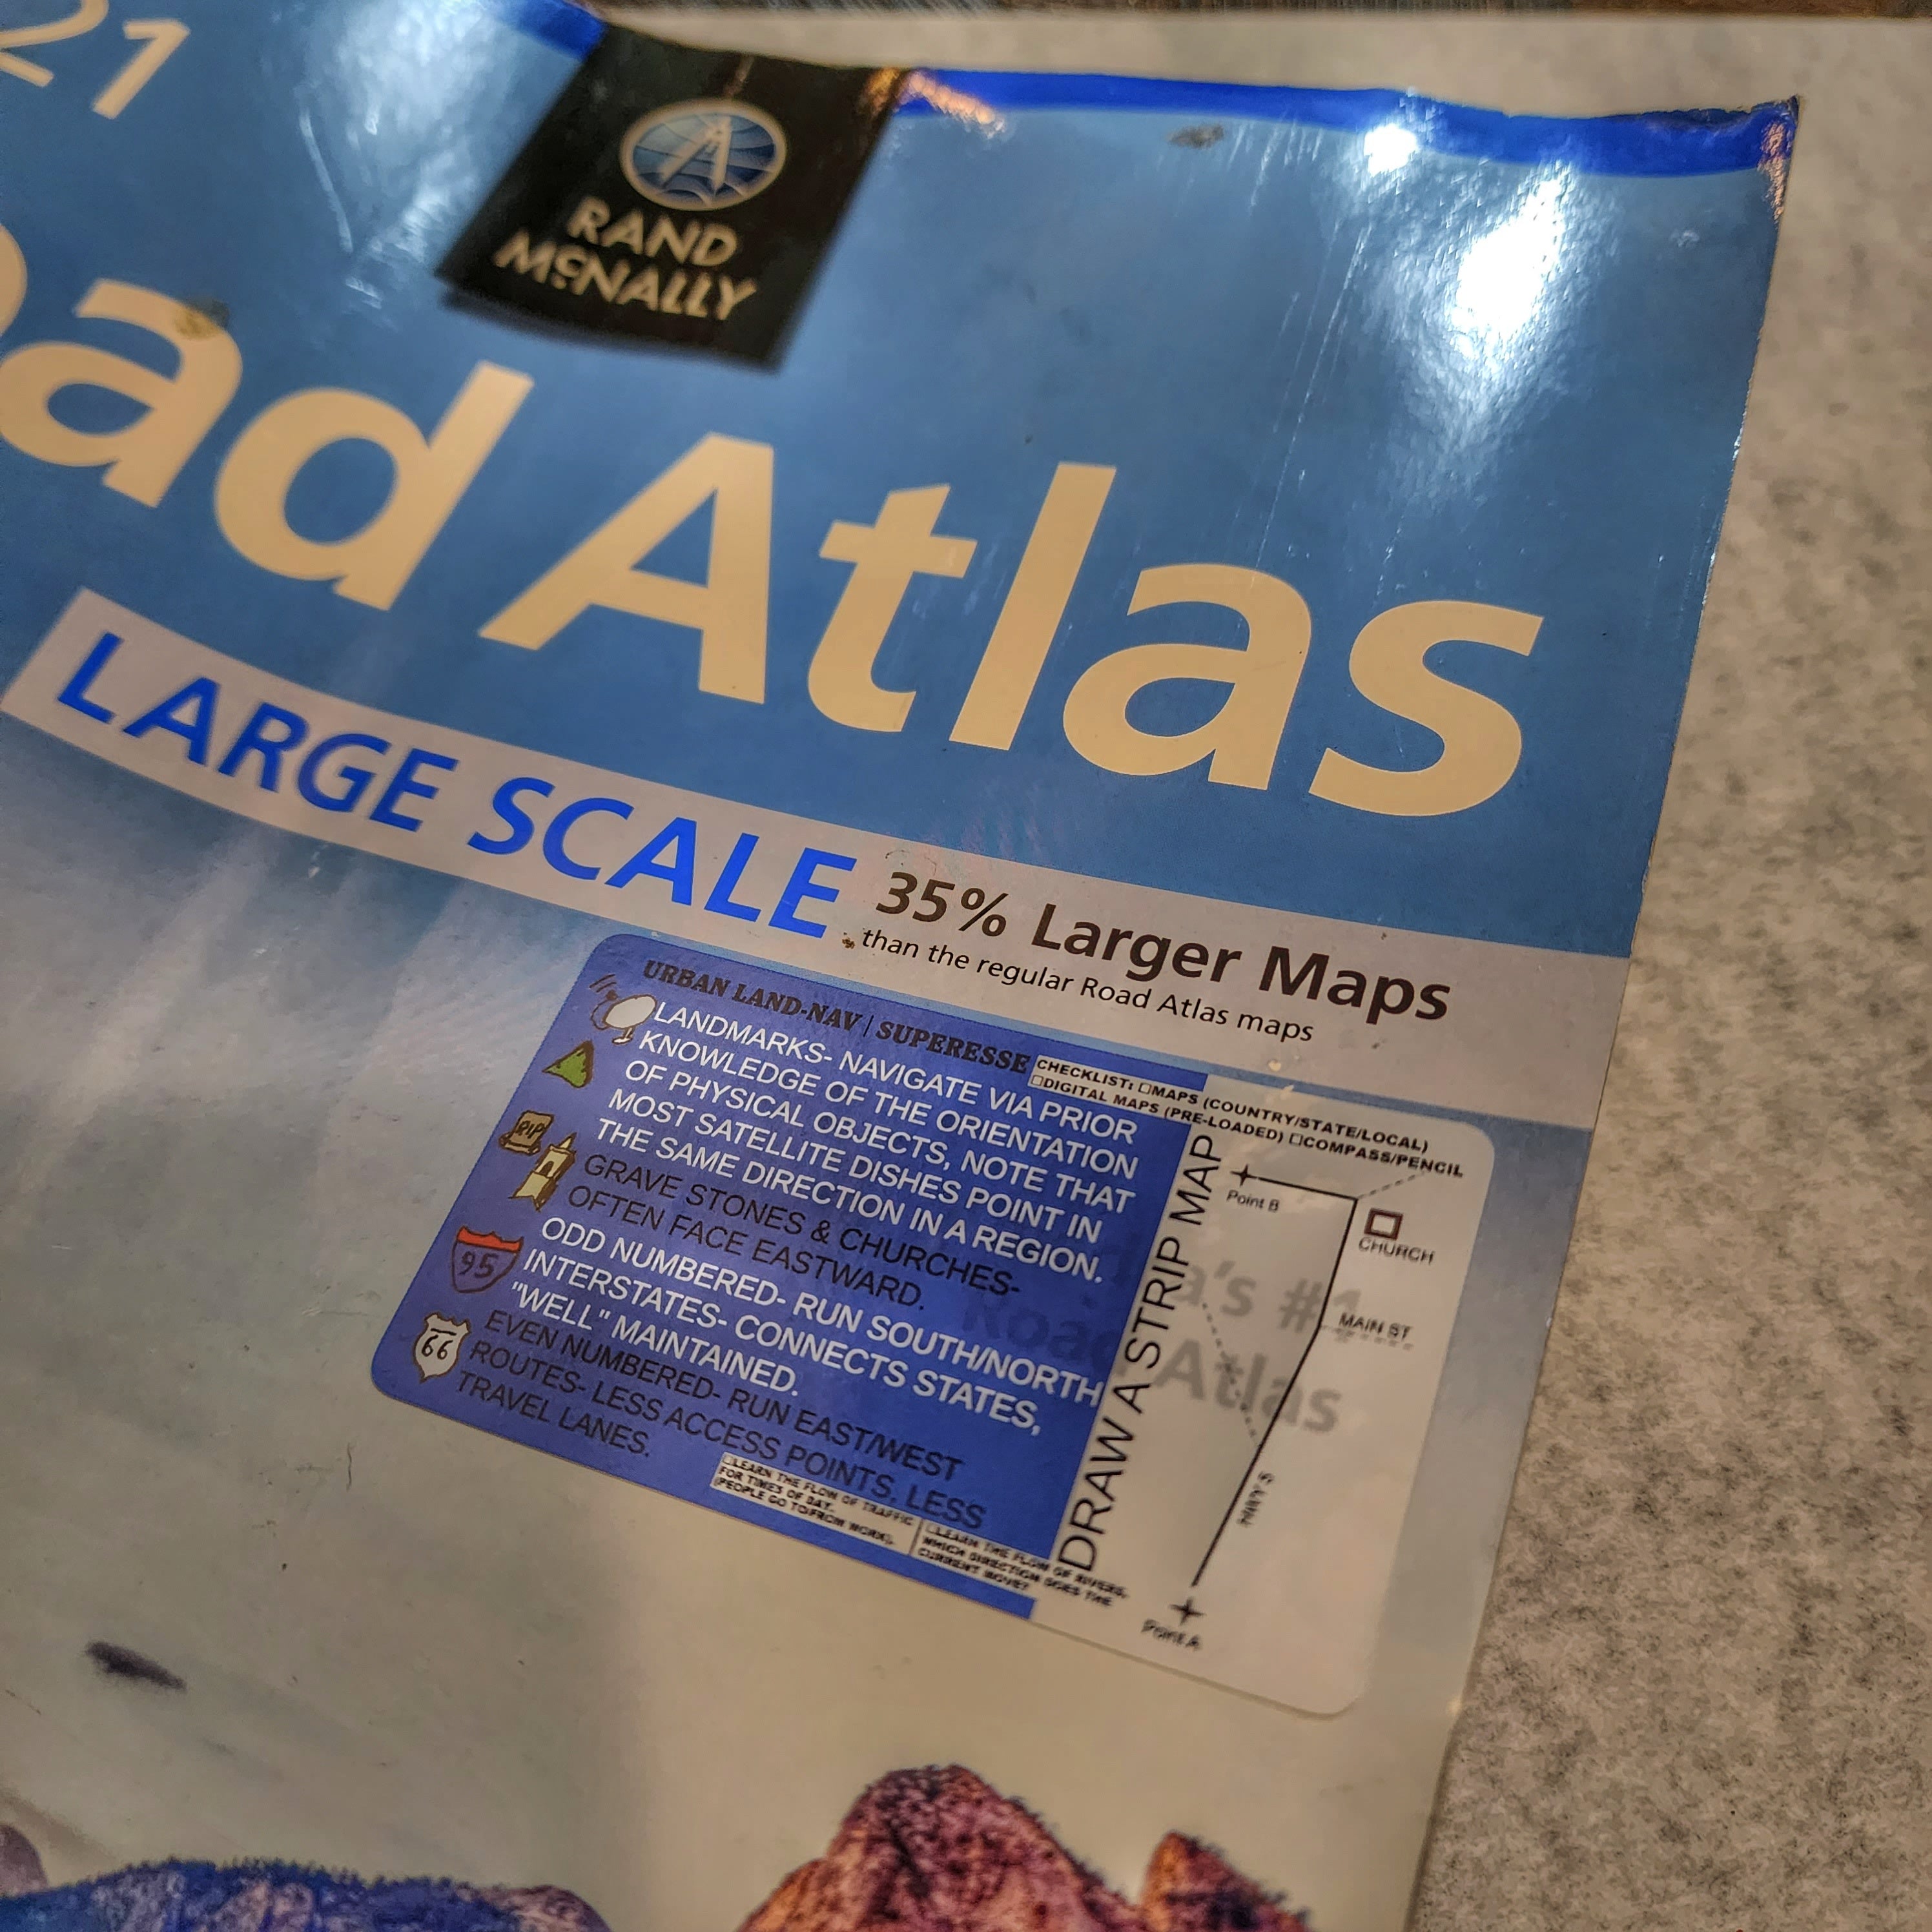 21
RAND
McNALLY
oad Atlas
LARGE SCALE
35% Larger Maps
than the regular Road Atlas maps
URBAN LAND-NAV | SUPERESSE
CHECKLIST: ☐MAPS (COUNTRY/STATE/LOCAL)
☐DIGITAL MAPS (PRE-LOADED) ☐COMPASS/PENCIL
LANDMARKS- NAVIGATE VIA PRIOR
KNOWLEDGE OF THE ORIENTATION
OF PHYSICAL OBJECTS, NOTE THAT
MOST SATELLITE DISHES POINT IN
THE SAME DIRECTION IN A REGION.
RIP
GRAVE STONES & CHURCHES-
OFTEN FACE EASTWARD.
95
ODD NUMBERED- RUN SOUTH/NORTH
INTERSTATES- CONNECTS STATES,
"WELL" MAINTAINED.
66
EVEN NUMBERED- RUN EAST/WEST
ROUTES- LESS ACCESS POINTS, LESS
TRAVEL LANES.
☐LEARN THE FLOW OF TRAFFIC
FOR TIMES OF DAY.
(PEOPLE GO TO/FROM WORK).
☐LEARN THE FLOW OF RIVERS,
WHICH DIRECTION DOES THE
CURRENT MOVE?
DRAW A STRIP MAP
Point B
CHURCH
MAIN ST
HWY 5
Point A
a's #1
Road Atlas